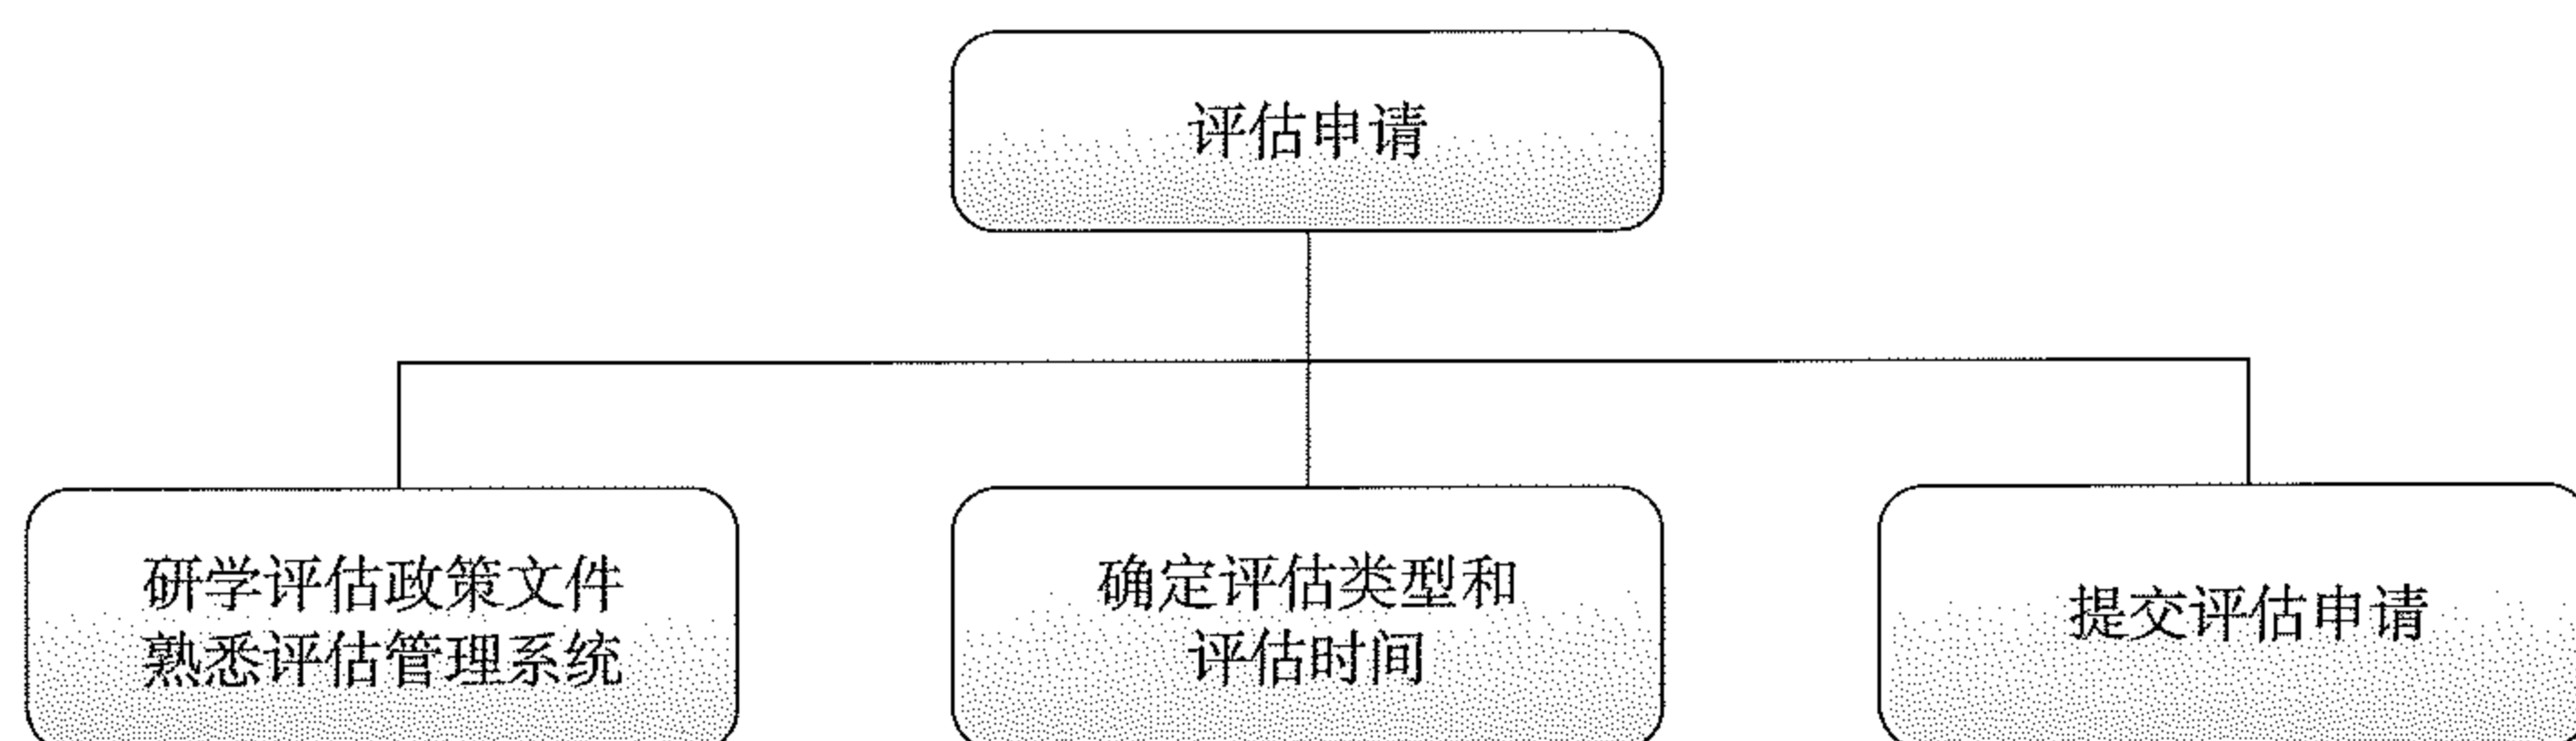 评估申请
研学评估政策文件
熟悉评估管理系统
确定评估类型和
评估时间
提交评估申请